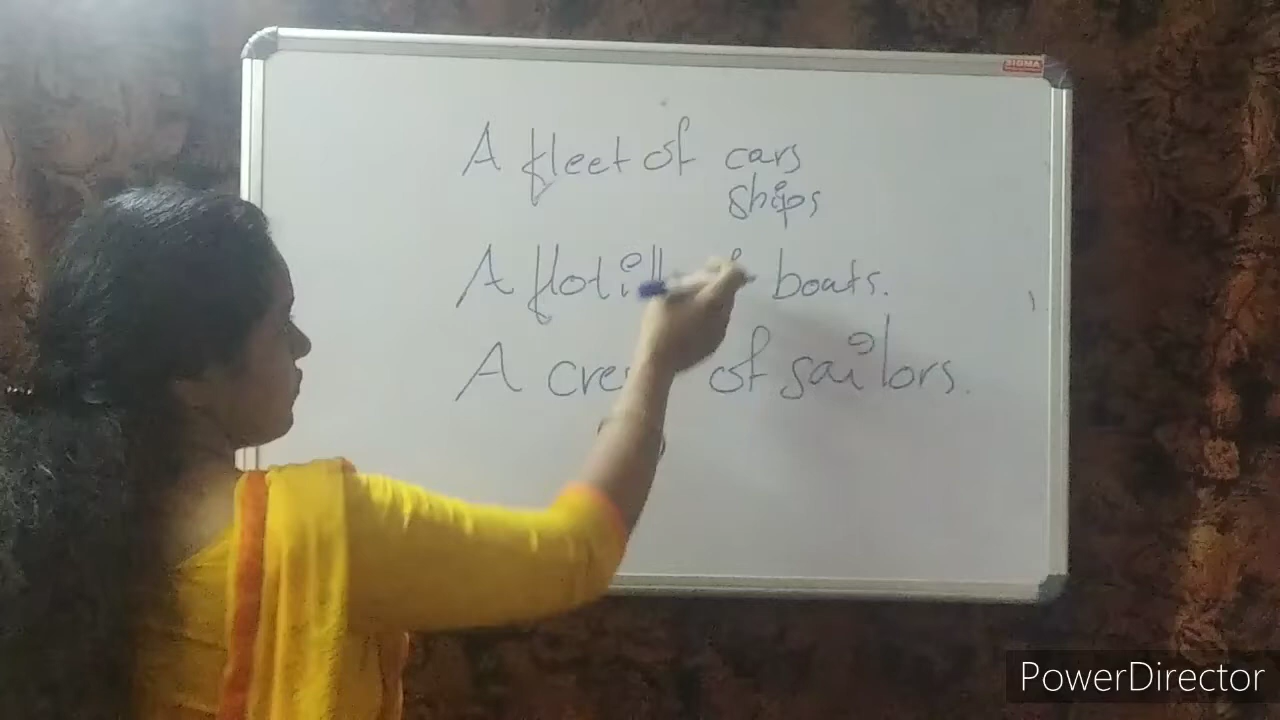 SIGMA
A fleet of cars
ships
A flotill boats.
A cre of sailors.
PowerDirector